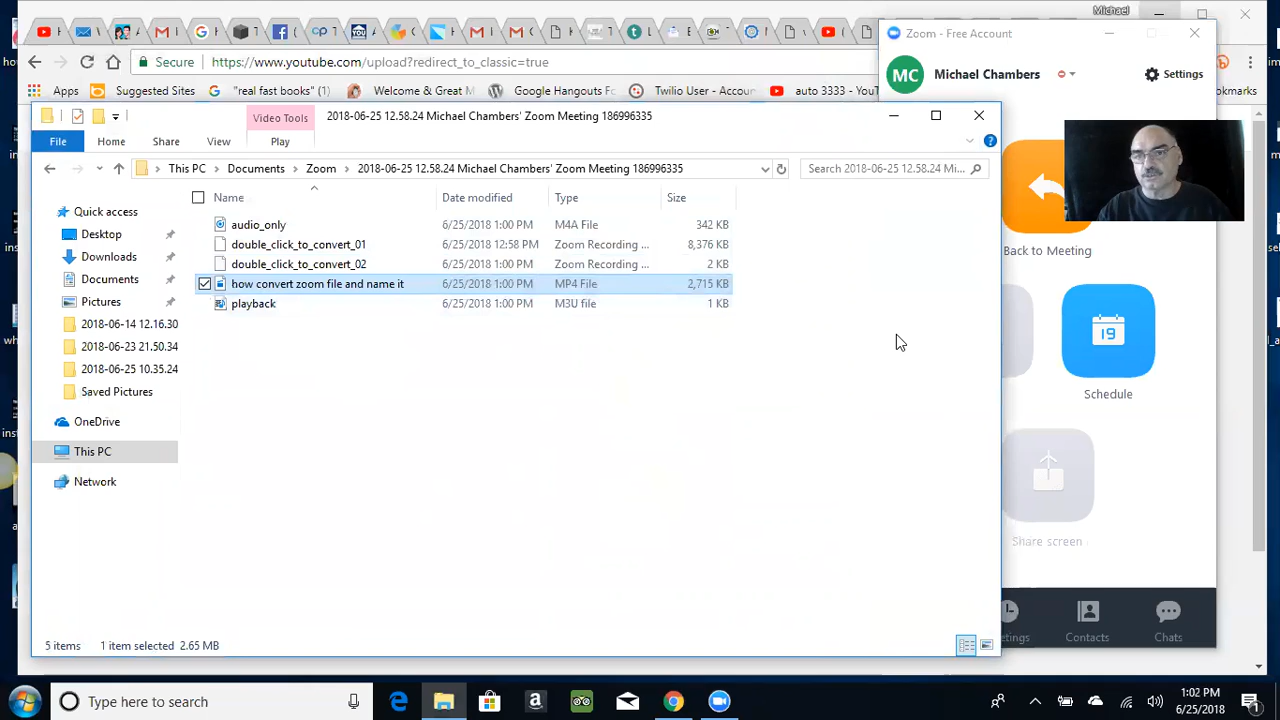 Michael
Zoom - Free Account
Secure https://www.youtube.com/upload?redirect_to_classic=true
MC Michael Chambers Settings
Apps Suggested Sites "real fast books" (1) Welcome & Great Google Hangouts Twilio User - Accou auto 3333 - YouTu
Video Tools 2018-06-25 12.58.24 Michael Chambers' Zoom Meeting 186996335
File Home Share View Play
This PC Documents Zoom 2018-06-25 12.58.24 Michael Chambers' Zoom Meeting 186996335 Search 2018-06-25 12.58.24 Mi...
Name Date modified Type Size
Quick access
Desktop
Downloads
Documents
Pictures
2018-06-14 12.16.30
2018-06-23 21.50.34
2018-06-25 10.35.24
Saved Pictures
OneDrive
This PC
Network
audio_only 6/25/2018 1:00 PM M4A File 342 KB
double_click_to_convert_01 6/25/2018 12:58 PM Zoom Recording ... 8,376 KB
double_click_to_convert_02 6/25/2018 1:00 PM Zoom Recording ... 2 KB
how convert zoom file and name it 6/25/2018 1:00 PM MP4 File 2,715 KB
playback 6/25/2018 1:00 PM M3U file 1 KB
Back to Meeting
19
Schedule
Share screen
etings Contacts Chats
5 items 1 item selected 2.65 MB
Type here to search
1:02 PM
6/25/2018
1